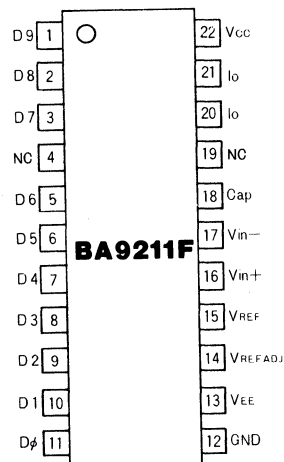 D9 1 22 Vcc
D8 2 21 Io
D7 3 20 Io
NC 4 19 NC
D6 5 18 Cap
D5 6 17 Vin−
BA9211F
D4 7 16 Vin+
D3 8 15 VREF
D2 9 14 VREFADJ
D1 10 13 VEE
Dφ 11 12 GND